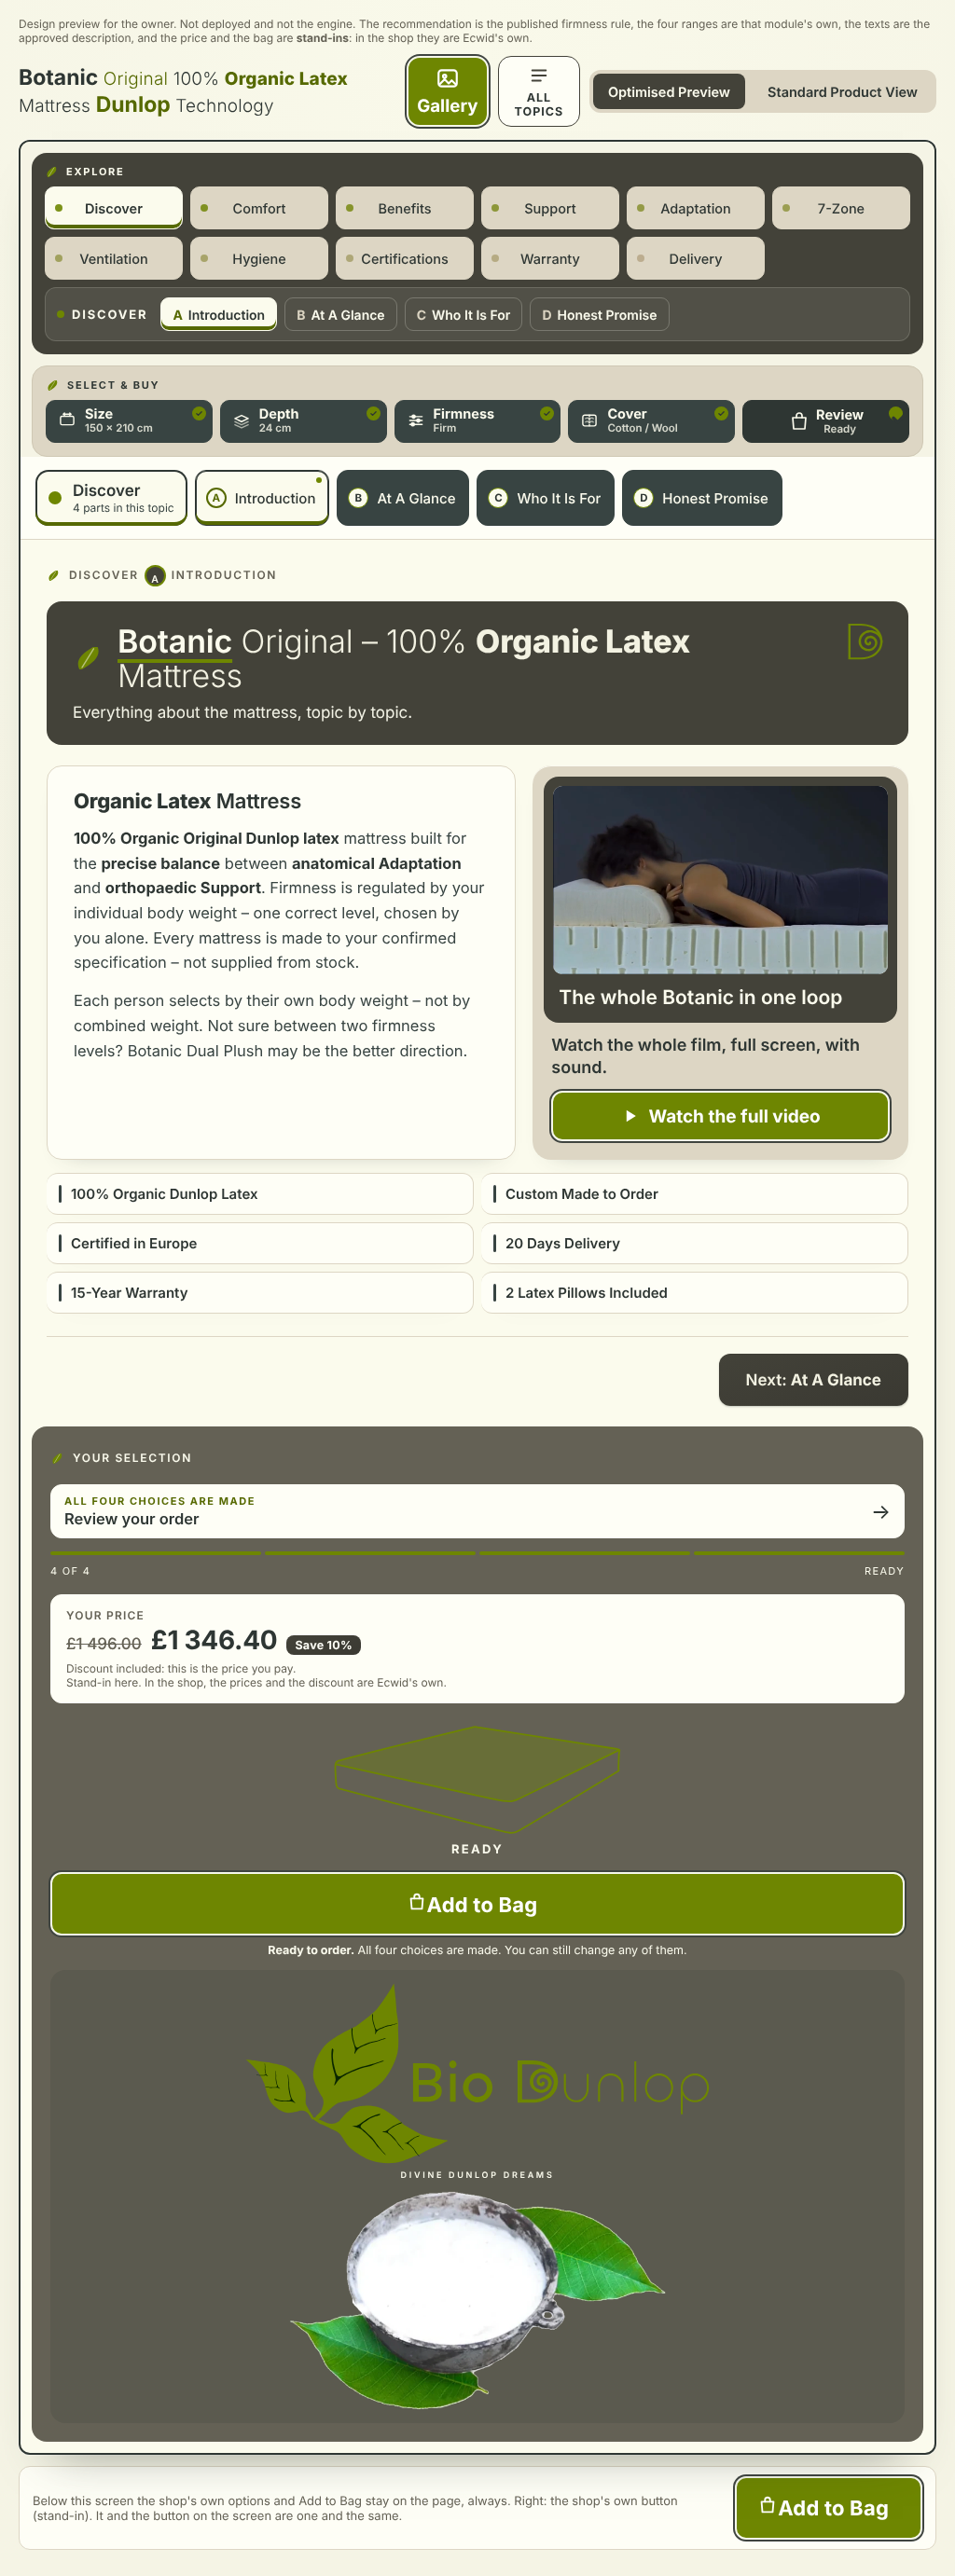 Design preview for the owner. Not deployed and not the engine. The recommendation is the published firmness rule, the four ranges are that module's own, the texts are the
approved description, and the price and the bag are stand-ins: in the shop they are Ecwid's own.
Botanic Original 100% Organic Latex
Mattress Dunlop Technology
Gallery
ALL
TOPICS
Optimised Preview
Standard Product View
EXPLORE
Discover
Comfort
Benefits
Support
Adaptation
7-Zone
Ventilation
Hygiene
Certifications
Warranty
Delivery
DISCOVER
A Introduction
B At A Glance
C Who It Is For
D Honest Promise
SELECT & BUY
Size
150 × 210 cm
Depth
24 cm
Firmness
Firm
Cover
Cotton / Wool
Review
Ready
Discover
4 parts in this topic
A Introduction
B At A Glance
C Who It Is For
D Honest Promise
DISCOVER A INTRODUCTION
Botanic Original – 100% Organic Latex
Mattress
Everything about the mattress, topic by topic.
Organic Latex Mattress
100% Organic Original Dunlop latex mattress built for
the precise balance between anatomical Adaptation
and orthopaedic Support. Firmness is regulated by your
individual body weight – one correct level, chosen by
you alone. Every mattress is made to your confirmed
specification – not supplied from stock.
Each person selects by their own body weight – not by
combined weight. Not sure between two firmness
levels? Botanic Dual Plush may be the better direction.
The whole Botanic in one loop
Watch the whole film, full screen, with
sound.
Watch the full video
100% Organic Dunlop Latex
Custom Made to Order
Certified in Europe
20 Days Delivery
15-Year Warranty
2 Latex Pillows Included
Next: At A Glance
YOUR SELECTION
ALL FOUR CHOICES ARE MADE
Review your order
4 OF 4
READY
YOUR PRICE
£1 496.00 £1 346.40 Save 10%
Discount included: this is the price you pay.
Stand-in here. In the shop, the prices and the discount are Ecwid's own.
READY
Add to Bag
Ready to order. All four choices are made. You can still change any of them.
Bio Dunlop
DIVINE DUNLOP DREAMS
Below this screen the shop's own options and Add to Bag stay on the page, always. Right: the shop's own button
(stand-in). It and the button on the screen are one and the same.
Add to Bag